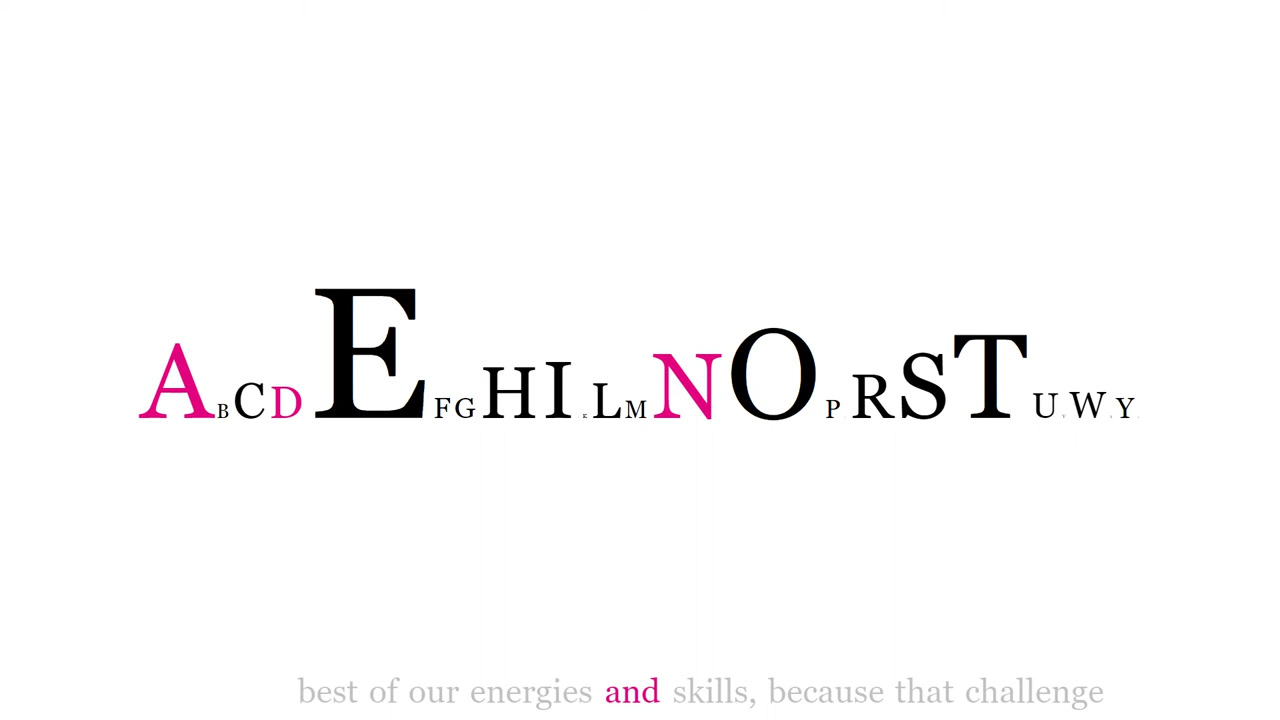 ABCDEFGHIKLMNOPRSTUWY
best of our energies and skills, because that challenge